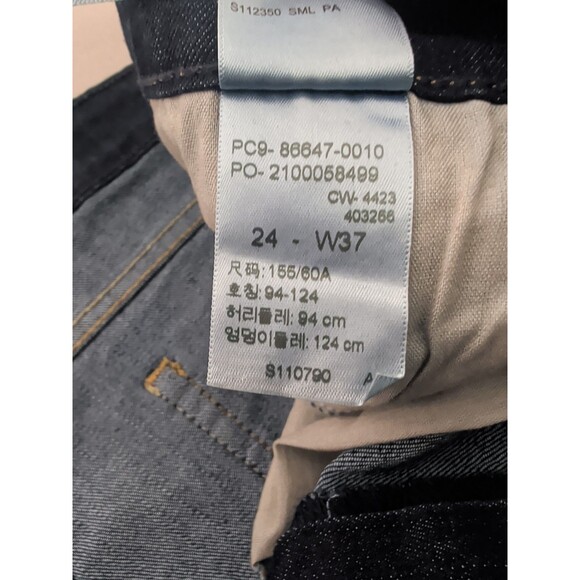 S112350 SML PA
PC9- 86647-0010
PO- 2100058499
CW- 4423
403256
24 - W37
尺码: 155/60A
호칭: 94-124
허리둘레: 94 cm
엉덩이둘레: 124 cm
S110790 A